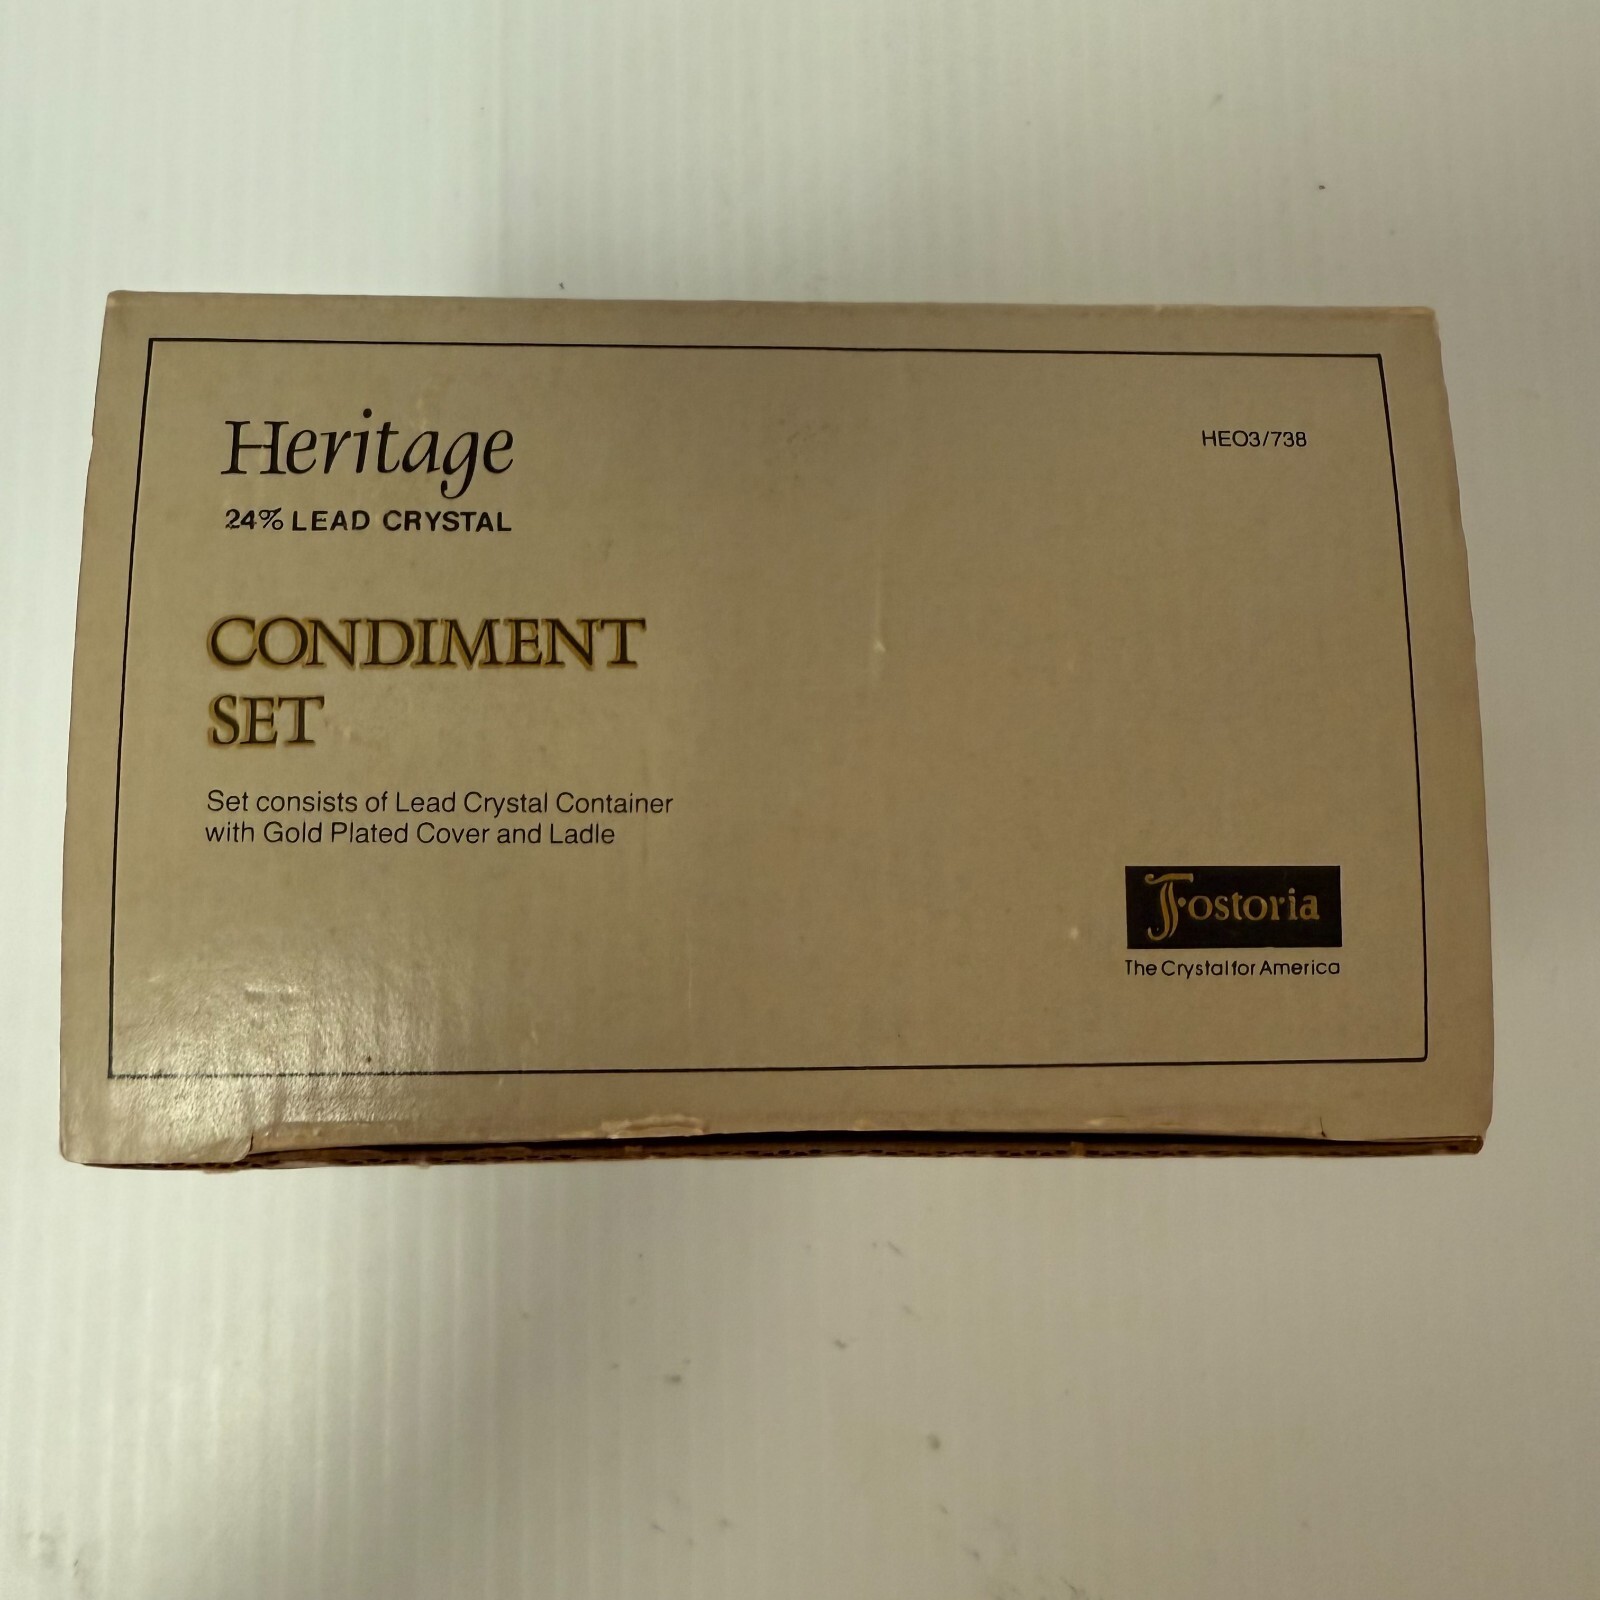 Heritage
HEO3/738
24% LEAD CRYSTAL
CONDIMENT
SET
Set consists of Lead Crystal Container
with Gold Plated Cover and Ladle
Fostoria
The Crystal for America